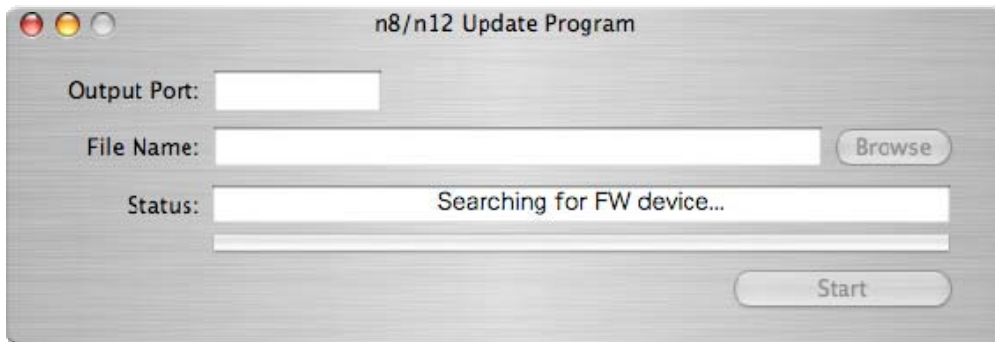 n8/n12 Update Program
Output Port:
File Name:
Browse
Status:
Searching for FW device...
Start